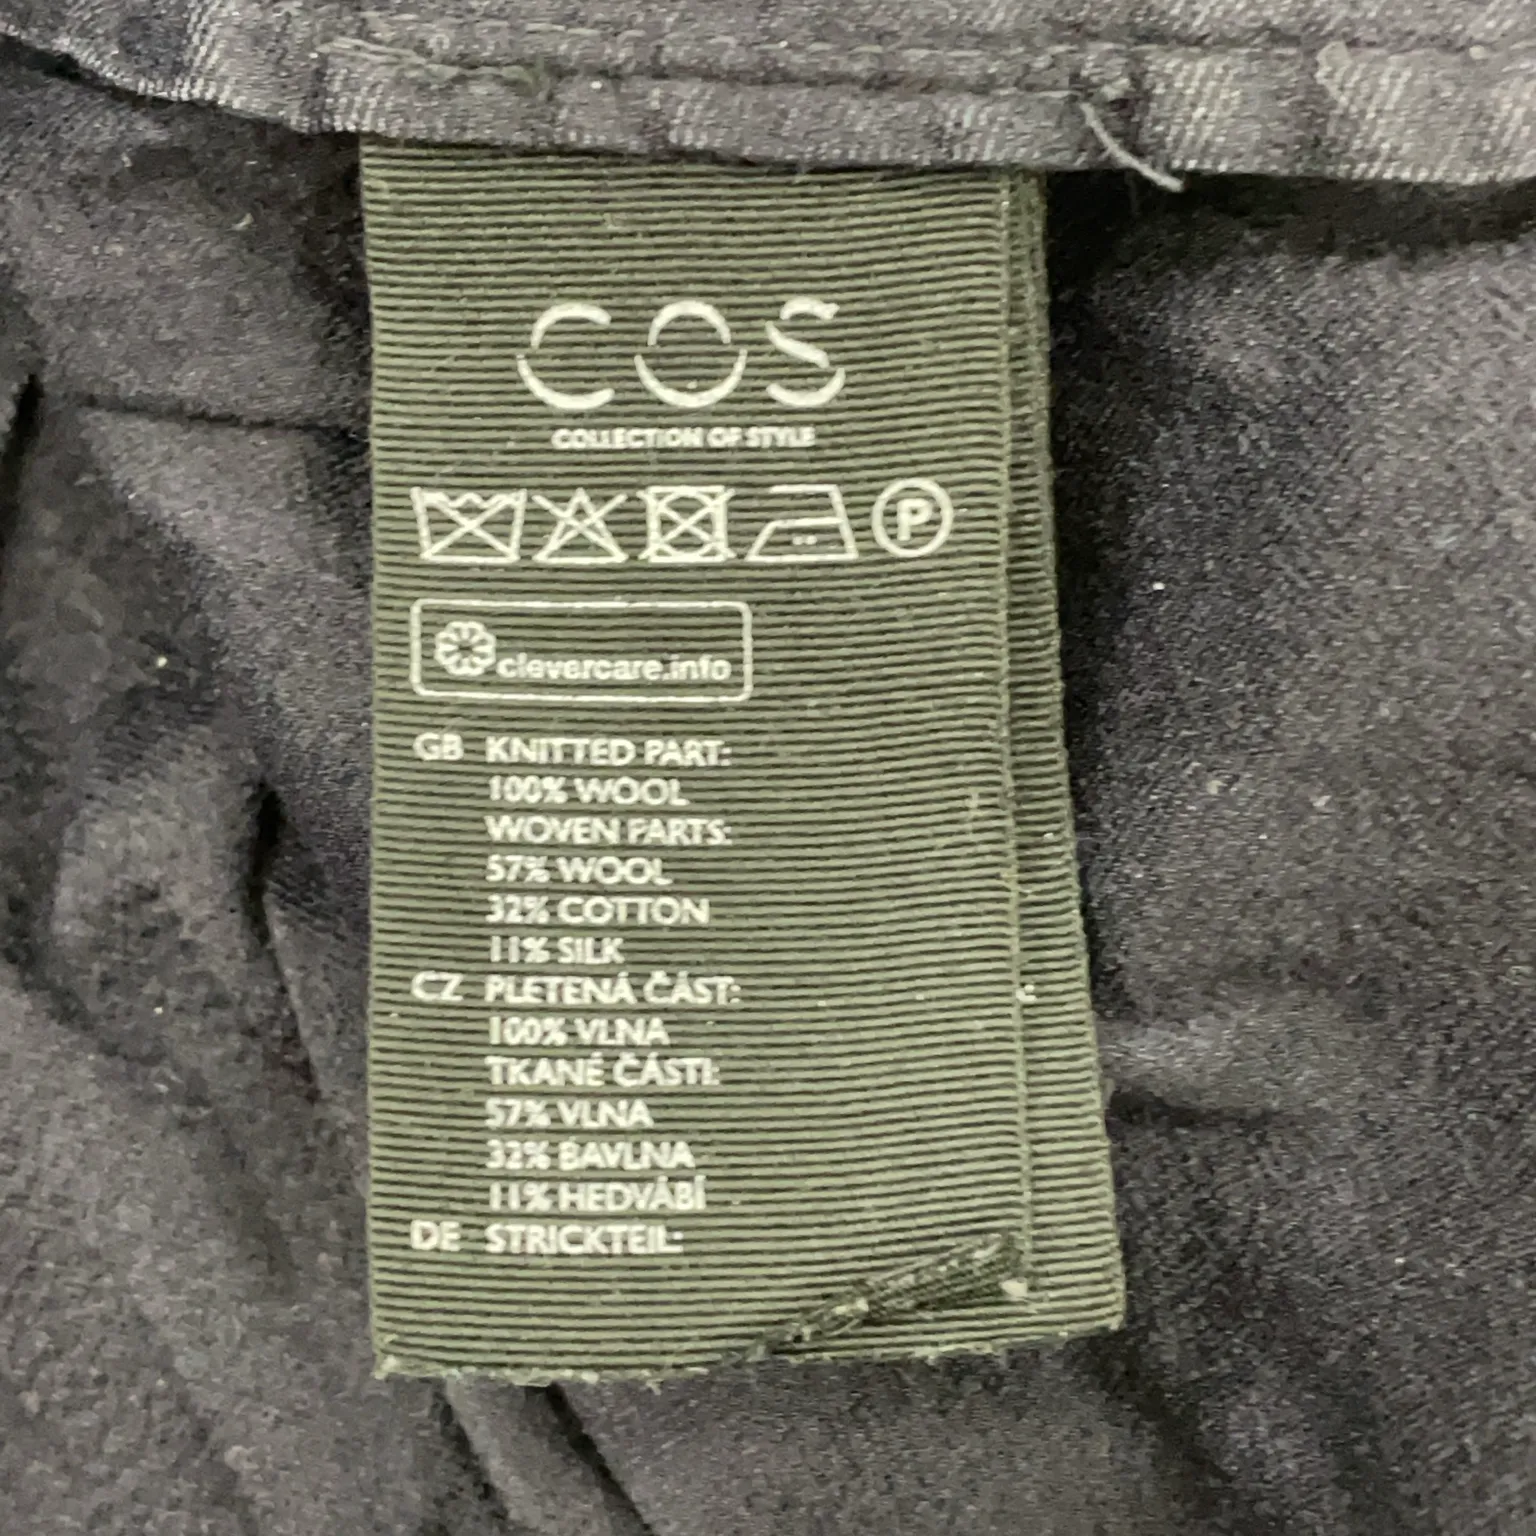 COS
COLLECTION OF STYLE
P
clevercare.info
GB KNITTED PART:
100% WOOL
WOVEN PARTS:
57% WOOL
32% COTTON
11% SILK
CZ PLETENÁ ČÁST:
100% VLNA
TKANÉ ČÁSTI:
57% VLNA
32% BAVLNA
11% HEDVÁBÍ
DE STRICKTEIL: